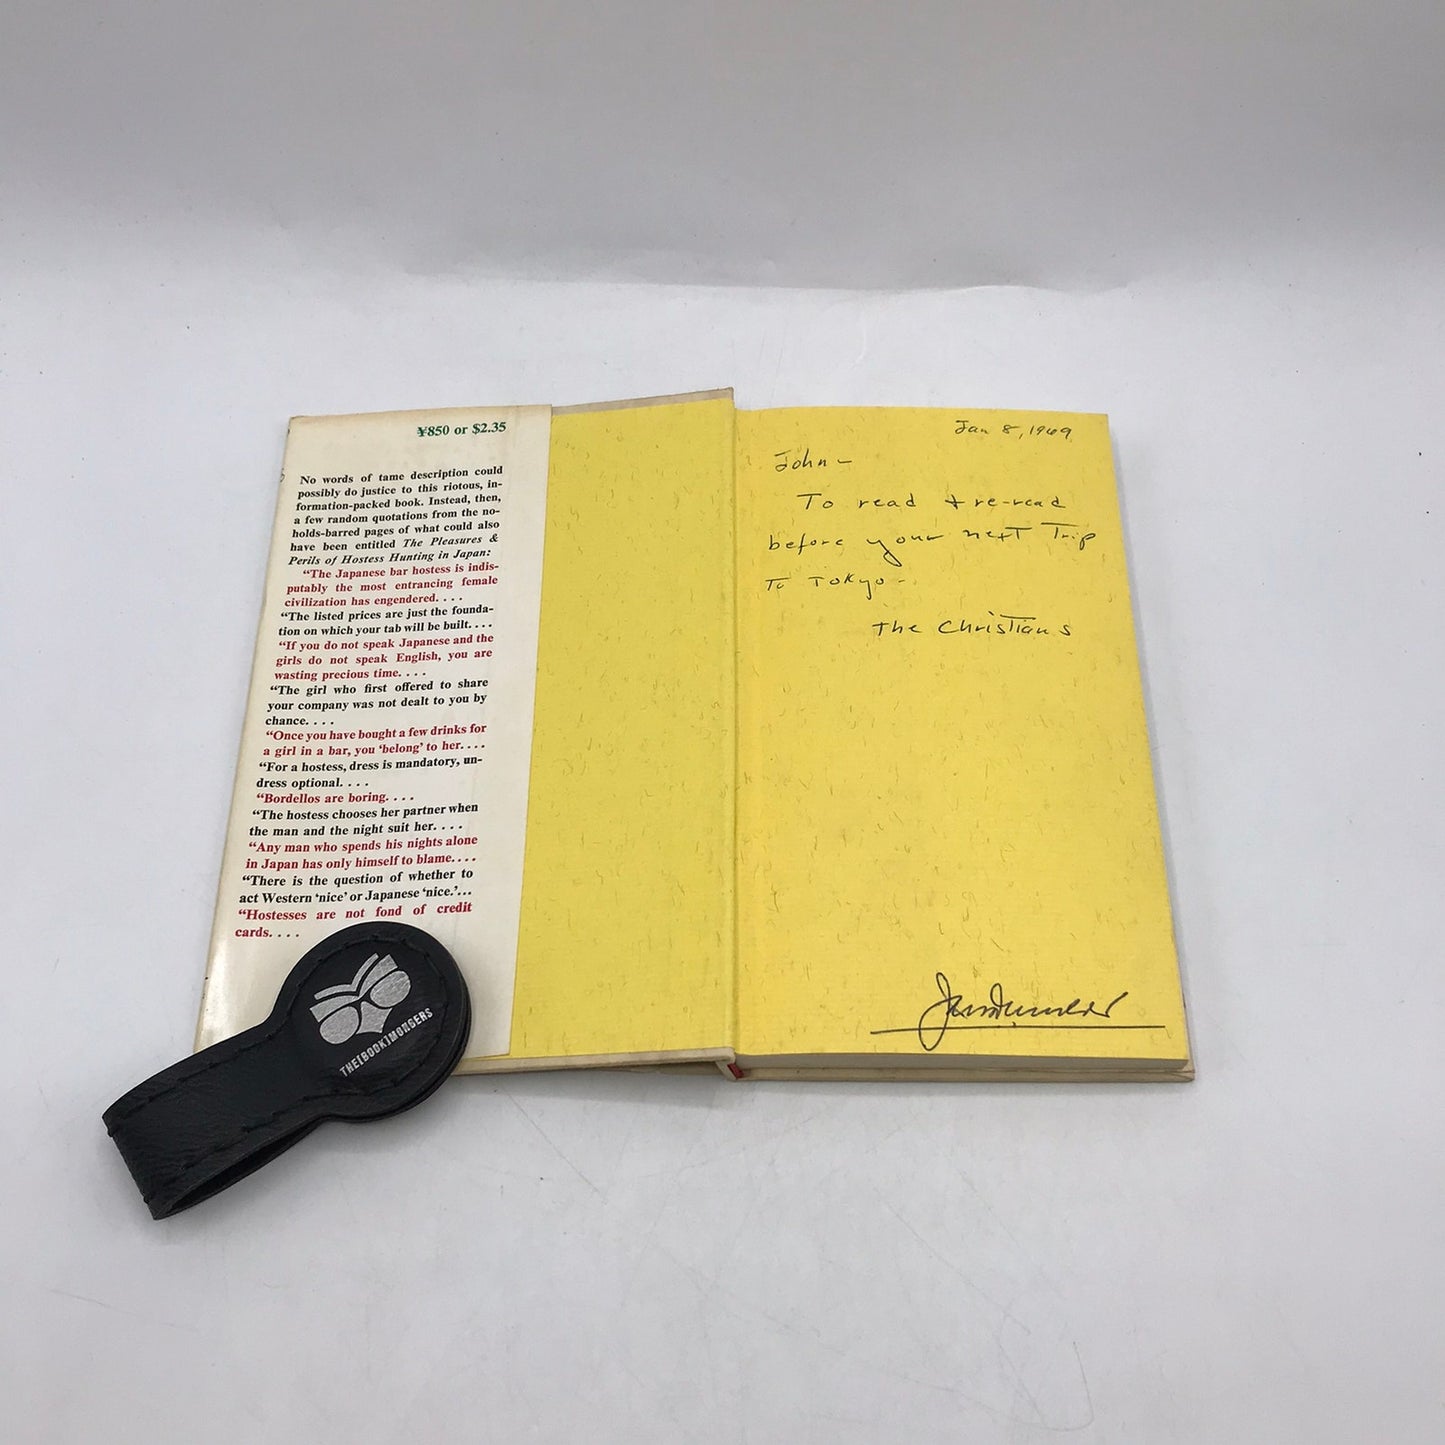 ¥850 or $2.35
No words of tame description could
possibly do justice to this riotous, in-
formation-packed book. Instead, then,
a few random quotations from the no-
holds-barred pages of what could also
have been entitled The Pleasures &
Perils of Hostess Hunting in Japan:
“The Japanese bar hostess is indis-
putably the most entrancing female
civilization has engendered. . . .
“The listed prices are just the founda-
tion on which your tab will be built. . . .
“If you do not speak Japanese and the
girls do not speak English, you are
wasting precious time. . . .
“The girl who first offered to share
your company was not dealt to you by
chance. . . .
“Once you have bought a few drinks for
a girl in a bar, you ‘belong’ to her. . . .
“For a hostess, dress is mandatory, un-
dress optional. . . .
“Bordellos are boring. . . .
“The hostess chooses her partner when
the man and the night suit her. . . .
“Any man who spends his nights alone
in Japan has only himself to blame. . . .
“There is the question of whether to
act Western ‘nice’ or Japanese ‘nice.’...
“Hostesses are not fond of credit
cards. . . .
THE[BOOK]MONGERS
Jan 8, 1969
John -
To read + re-read
before your next Trip
To Tokyo -
The Christians